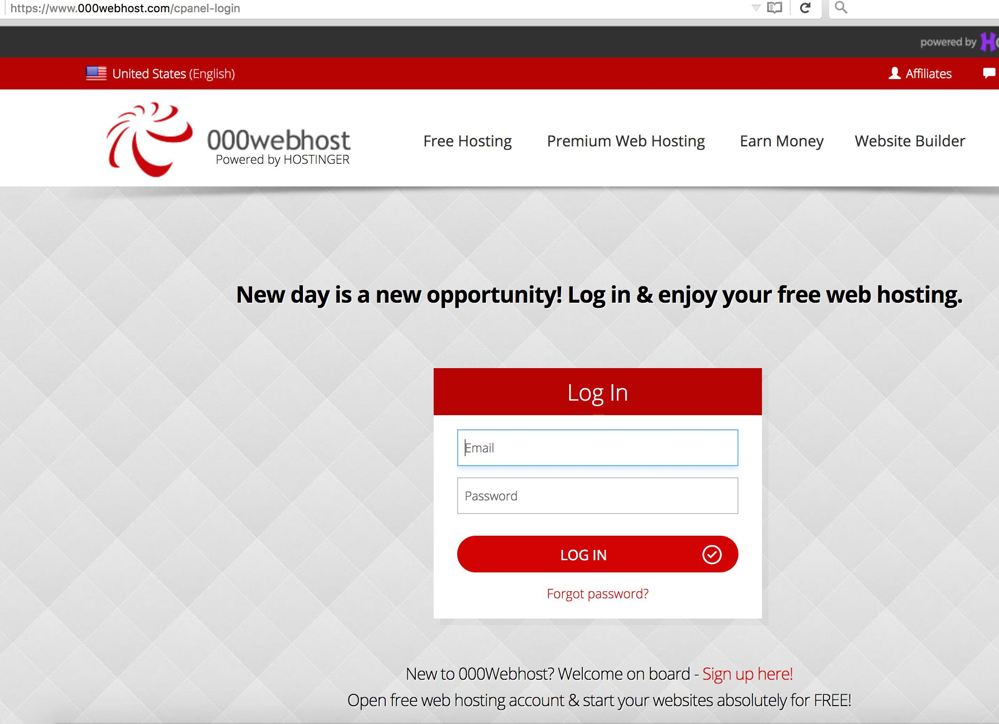 https://www.000webhost.com/cpanel-login
powered by
United States (English)
Affiliates
000webhost
Powered by HOSTINGER
Free Hosting
Premium Web Hosting
Earn Money
Website Builder
New day is a new opportunity! Log in & enjoy your free web hosting.
Log In
Email
Password
LOG IN
Forgot password?
New to 000Webhost? Welcome on board - Sign up here!
Open free web hosting account & start your websites absolutely for FREE!